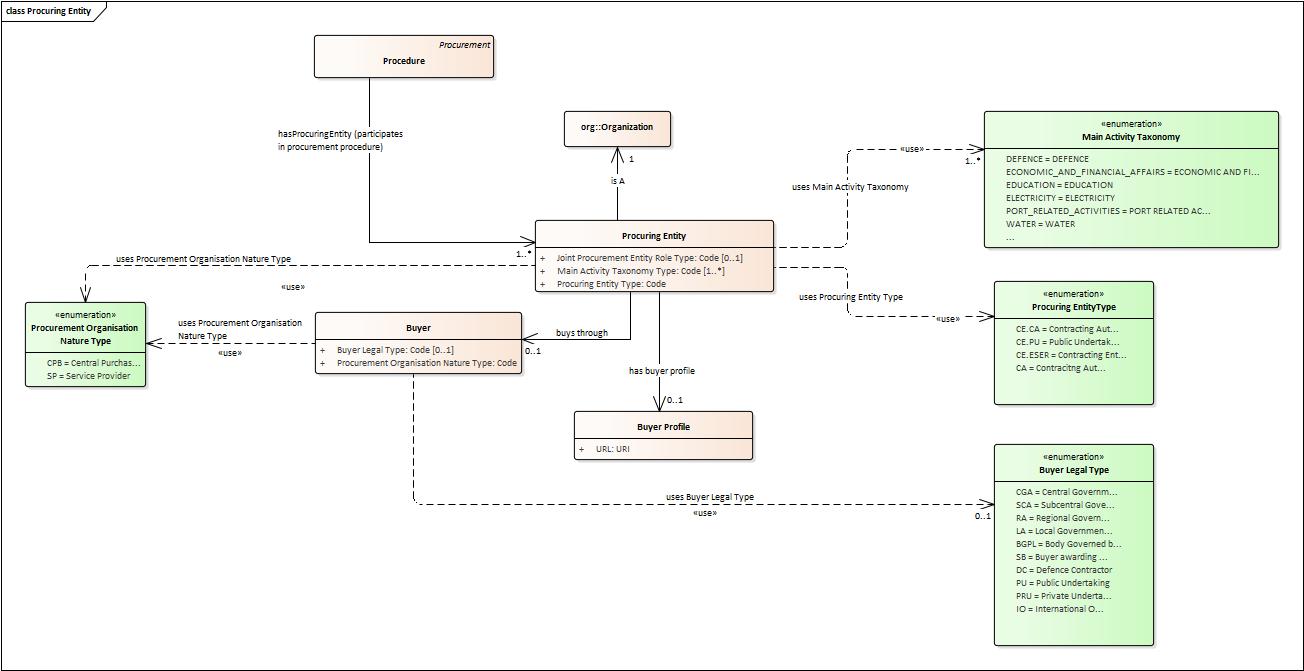 class Procuring Entity
Procurement
Procedure
hasProcuringEntity (participates
in procurement procedure)
org::Organization
1
is A
«enumeration»
Main Activity Taxonomy
DEFENCE = DEFENCE
ECONOMIC_AND_FINANCIAL_AFFAIRS = ECONOMIC AND FI...
EDUCATION = EDUCATION
ELECTRICITY = ELECTRICITY
PORT_RELATED_ACTIVITIES = PORT RELATED AC...
WATER = WATER
...
«use»
1..*
uses Main Activity Taxonomy
Procuring Entity
+ Joint Procurement Entity Role Type: Code [0..1]
+ Main Activity Taxonomy Type: Code [1..*]
+ Procuring Entity Type: Code
1..*
uses Procurement Organisation Nature Type
«use»
uses Procuring Entity Type
«use»
«enumeration»
Procuring EntityType
CE.CA = Contracting Aut...
CE.PU = Public Undertak...
CE.ESER = Contracting Ent...
CA = Contracitng Aut...
«enumeration»
Procurement Organisation
Nature Type
CPB = Central Purchas...
SP = Service Provider
uses Procurement Organisation
Nature Type
«use»
Buyer
+ Buyer Legal Type: Code [0..1]
+ Procurement Organisation Nature Type: Code
buys through
0..1
has buyer profile
0..1
Buyer Profile
+ URL: URI
uses Buyer Legal Type
«use»
0..1
«enumeration»
Buyer Legal Type
CGA = Central Governm...
SCA = Subcentral Gove...
RA = Regional Govern...
LA = Local Governmen...
BGPL = Body Governed b...
SB = Buyer awarding ...
DC = Defence Contractor
PU = Public Undertaking
PRU = Private Underta...
IO = International O...